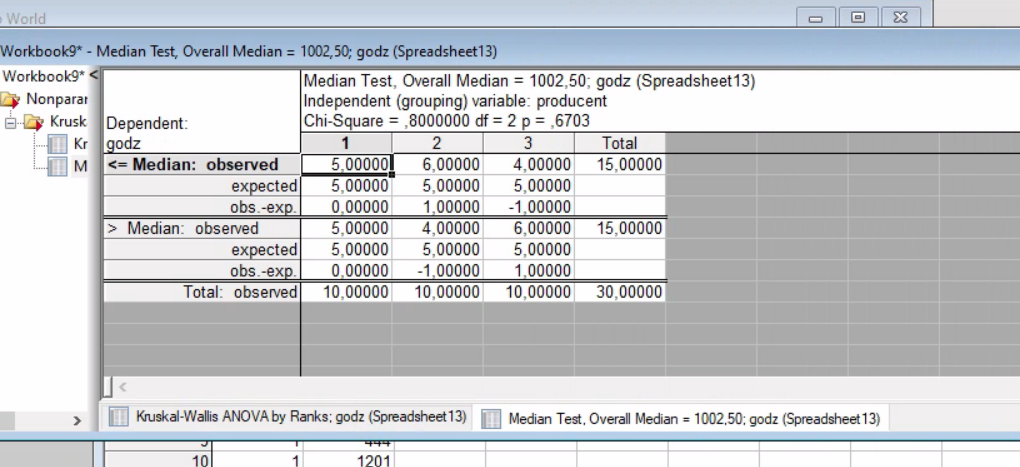 World
Workbook9* - Median Test, Overall Median = 1002,50; godz (Spreadsheet13)
Workbook9* <
Nonparar
Krusk
Kr
M
Median Test, Overall Median = 1002,50; godz (Spreadsheet13)
Independent (grouping) variable: producent
Chi-Square = ,8000000 df = 2 p = ,6703
Dependent:
godz 1 2 3 Total
<= Median: observed 5,00000 6,00000 4,00000 15,00000
expected 5,00000 5,00000 5,00000
obs.-exp. 0,00000 1,00000 -1,00000
> Median: observed 5,00000 4,00000 6,00000 15,00000
expected 5,00000 5,00000 5,00000
obs.-exp. 0,00000 -1,00000 1,00000
Total: observed 10,00000 10,00000 10,00000 30,00000
Kruskal-Wallis ANOVA by Ranks; godz (Spreadsheet13) Median Test, Overall Median = 1002,50; godz (Spreadsheet13)
10 1 1201